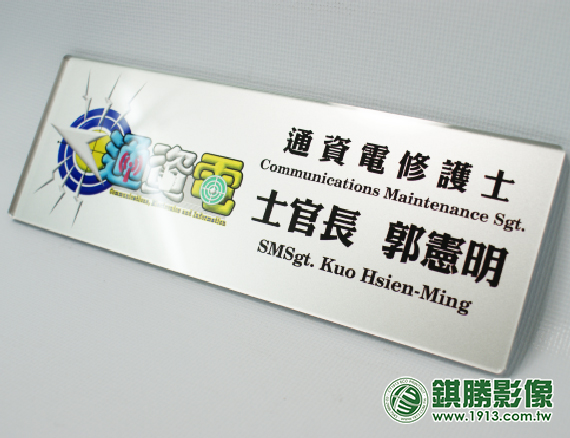 通資電
通資電修護士
Communications Maintenance Sgt.
士官長 郭憲明
SMSgt. Kuo Hsien-Ming
錤勝影像
www.1913.com.tw